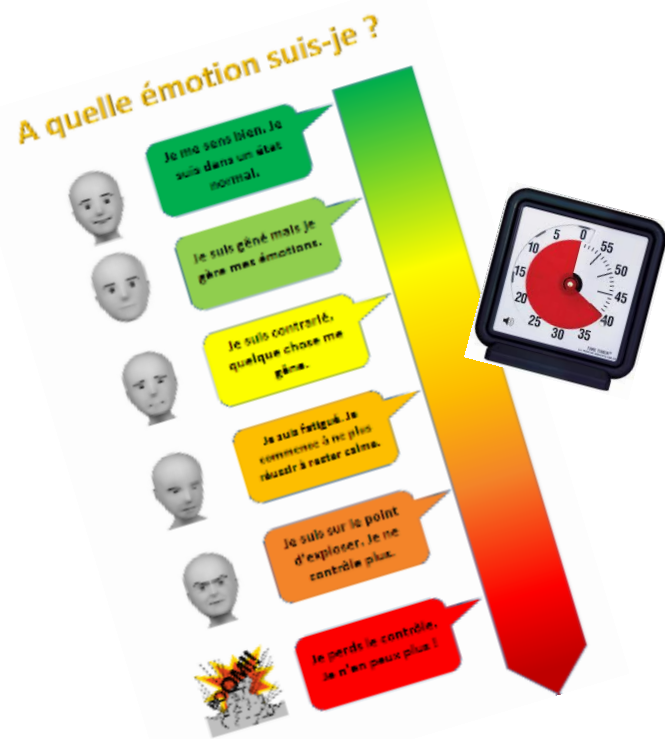 A quelle émotion suis-je ?
Je me sens bien. Je
suis dans un état
normal.
Je suis gêné mais je
gère mes émotions.
Je suis contrarié,
quelque chose me
gêne.
Je suis fatigué. Je
commence à ne plus
réussir à rester calme.
Je suis sur le point
d'exploser. Je ne
contrôle plus.
BOOM!!
Je perds le contrôle.
Je n'en peux plus !
0
5
10
15
20
25
30
35
40
45
50
55
TIME TIMER